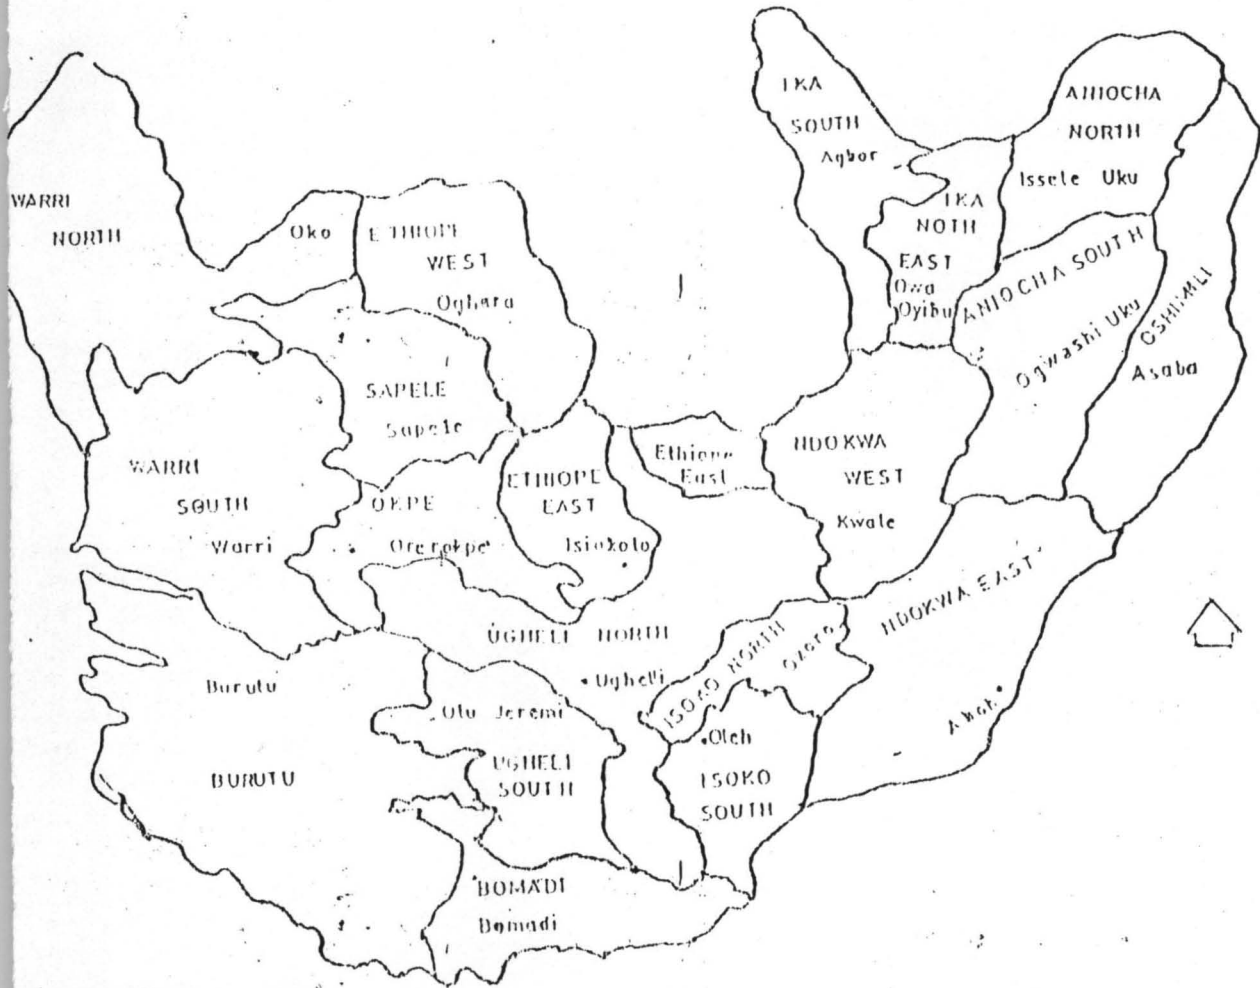 IKA
SOUTH
Agbor
ANIOCHA
NORTH
Issele Uku
WARRI
NORTH
Oko
ETHIOPE
WEST
Oghara
IKA
NOTH
EAST
Owa
Oyibu
ANIOCHA SOUTH
Ogwashi Uku
OSHIMILI
Asaba
SAPELE
Sapele
WARRI
SOUTH
Warri
OKPE
Orerokpe
ETHIOPE
EAST
Isiokolo
Ethiope
East
NDOKWA
WEST
Kwale
NDOKWA EAST
Aboh
UGHELI NORTH
Ughelli
ISOKO NORTH
Ozoro
Burutu
BURUTU
Otu Jeremi
UGHELI
SOUTH
Oleh
ISOKO
SOUTH
BOMADI
Bomadi